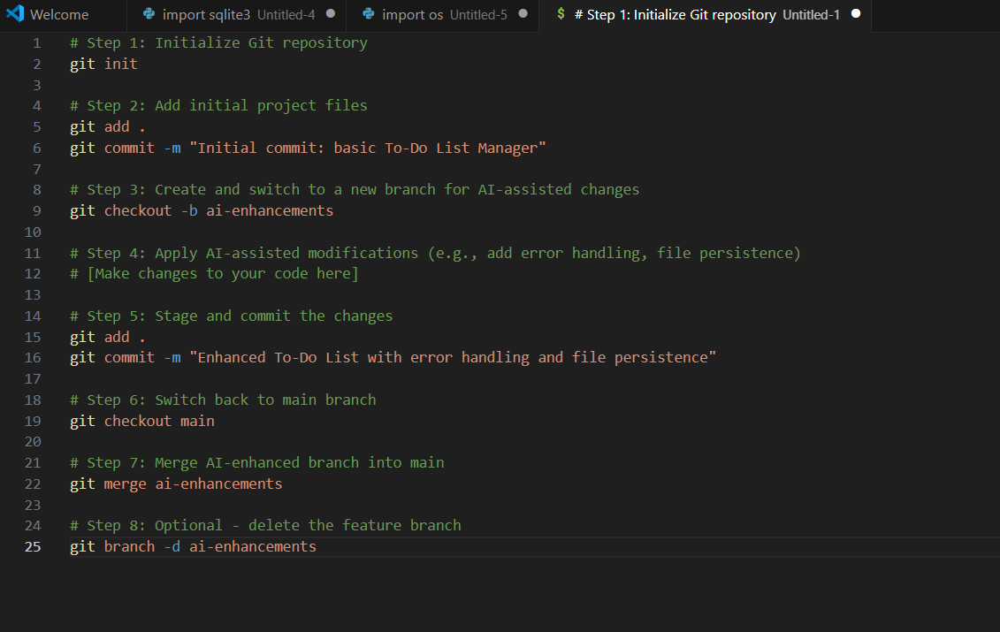 Welcome
import sqlite3 Untitled-4
import os Untitled-5
$ # Step 1: Initialize Git repository Untitled-1
1 # Step 1: Initialize Git repository
2 git init
3
4 # Step 2: Add initial project files
5 git add .
6 git commit -m "Initial commit: basic To-Do List Manager"
7
8 # Step 3: Create and switch to a new branch for AI-assisted changes
9 git checkout -b ai-enhancements
10
11 # Step 4: Apply AI-assisted modifications (e.g., add error handling, file persistence)
12 # [Make changes to your code here]
13
14 # Step 5: Stage and commit the changes
15 git add .
16 git commit -m "Enhanced To-Do List with error handling and file persistence"
17
18 # Step 6: Switch back to main branch
19 git checkout main
20
21 # Step 7: Merge AI-enhanced branch into main
22 git merge ai-enhancements
23
24 # Step 8: Optional - delete the feature branch
25 git branch -d ai-enhancements